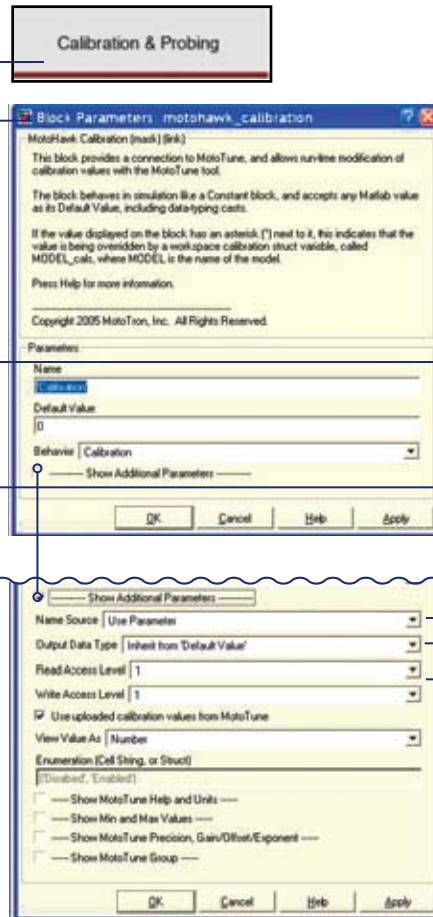 Calibration & Probing
Block Parameters: motohawk_calibration
MotoHawk Calibration (mask) (link)
This block provides a connection to MotoTune, and allows run-time modification of
calibration values with the MotoTune tool.
The block behaves in simulation like a Constant block, and accepts any Matlab value
as its Default Value, including data-typing casts.
If the value displayed on the block has an asterisk (*) next to it, this indicates that the
value is being overridden by a workspace calibration struct variable, called
MODEL_cals, where MODEL is the name of the model.
Press Help for more information.
Copyright 2005 MotoTron, Inc. All Rights Reserved.
Parameters
Name
'Calibration'
Default Value
0
Behavior Calibration
-------- Show Additional Parameters --------
OK Cancel Help Apply
-------- Show Additional Parameters --------
Name Source Use Parameter
Output Data Type Inherit from 'Default Value'
Read Access Level 1
Write Access Level 1
Use uploaded calibration values from MotoTune
View Value As Number
Enumeration (Cell String, or Struct)
{'Disabled', 'Enabled'}
---- Show MotoTune Help and Units ----
---- Show Min and Max Values ----
---- Show MotoTune Precision, Gain/Offset/Exponent ----
---- Show MotoTune Group ----
OK Cancel Help Apply